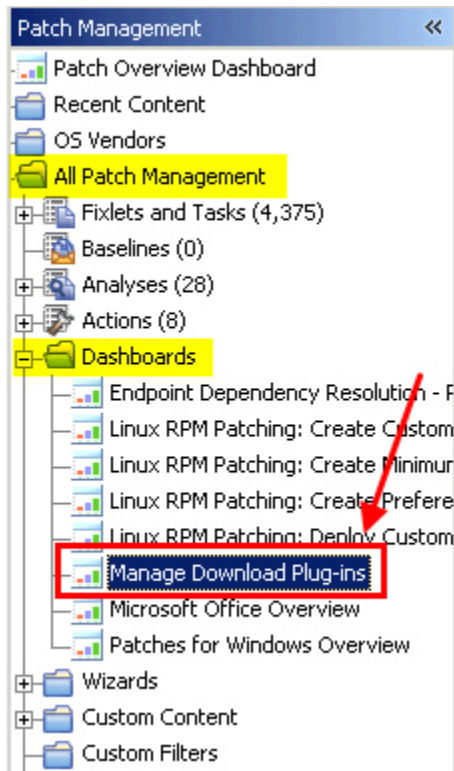 Patch Management «
Patch Overview Dashboard
Recent Content
OS Vendors
All Patch Management
Fixlets and Tasks (4,375)
Baselines (0)
Analyses (28)
Actions (8)
Dashboards
Endpoint Dependency Resolution - 
Linux RPM Patching: Create Custom
Linux RPM Patching: Create Minimum
Linux RPM Patching: Create Prefere
Linux RPM Patching: Deploy Custom
Manage Download Plug-ins
Microsoft Office Overview
Patches for Windows Overview
Wizards
Custom Content
Custom Filters